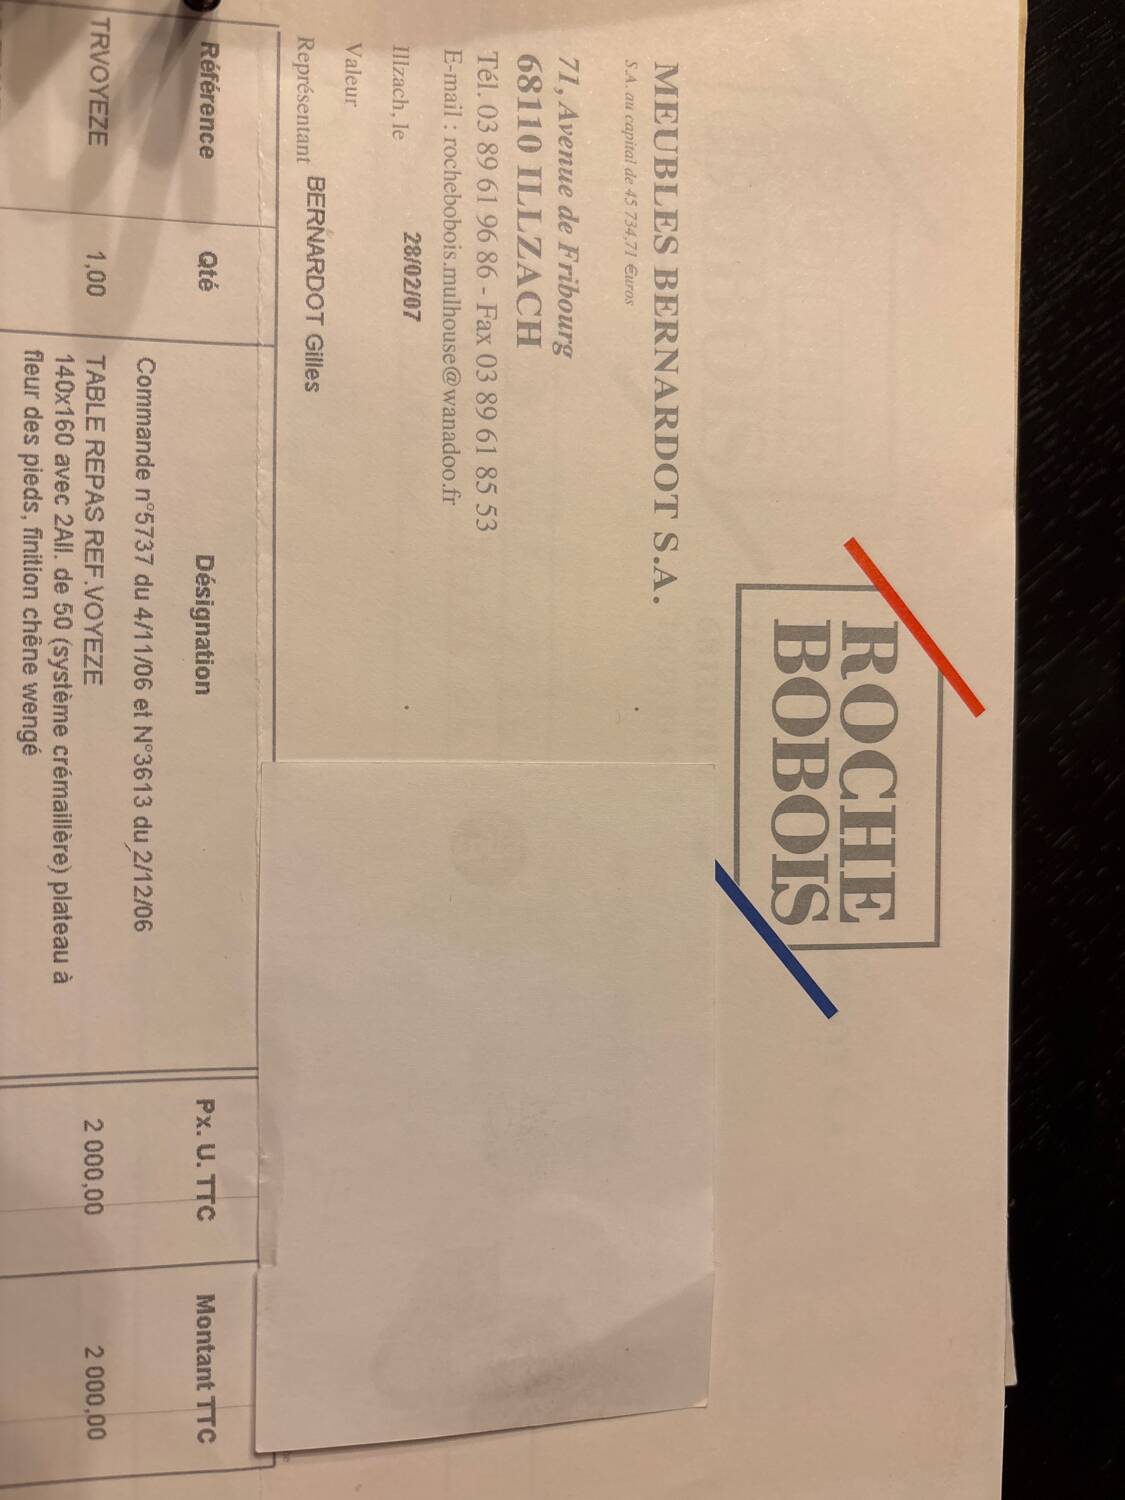 ROCHE
BOBOIS
MEUBLES BERNARDOT S.A.
S.A. au capital de 45 734,71 €uros
71, Avenue de Fribourg
68110 ILLZACH
Tél. 03 89 61 96 86 - Fax 03 89 61 85 53
E-mail : rochebobois.mulhouse@wanadoo.fr
Illzach, le 28/02/07
Valeur
Représentant BERNARDOT Gilles
Référence Qté Désignation Px. U. TTC Montant TTC
Commande n°5737 du 4/11/06 et N°3613 du 2/12/06
TRVOYEZE 1,00 TABLE REPAS REF.VOYEZE 2 000,00 2 000,00
140x160 avec 2All. de 50 (système crémaillère) plateau à
fleur des pieds, finition chêne wengé